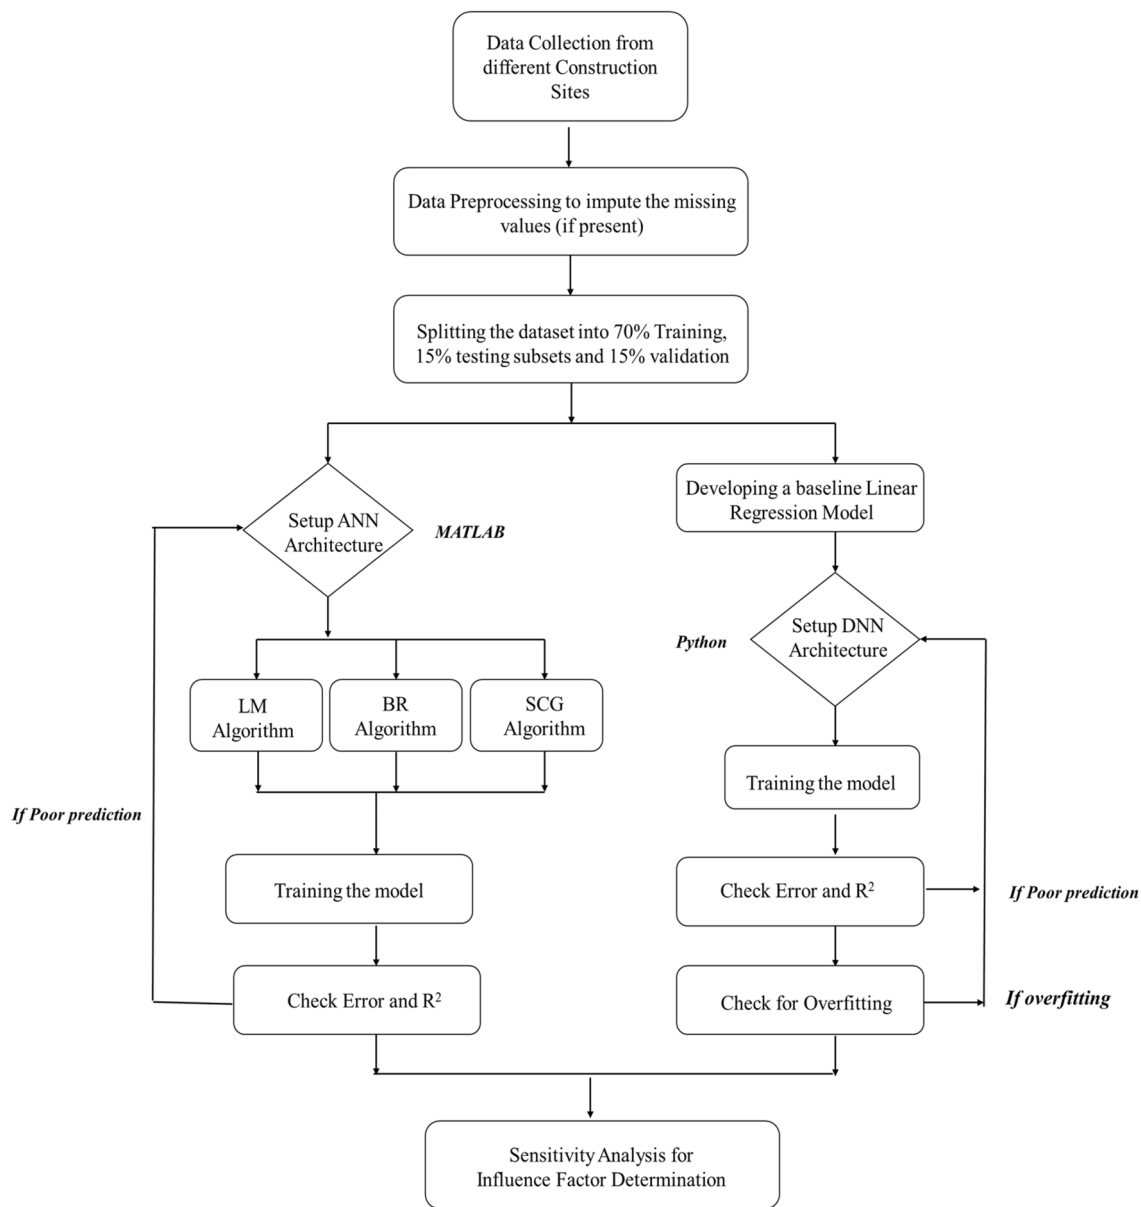 Data Collection from
different Construction
Sites
Data Preprocessing to impute the missing
values (if present)
Splitting the dataset into 70% Training,
15% testing subsets and 15% validation
Setup ANN
Architecture
MATLAB
Developing a baseline Linear
Regression Model
Python
Setup DNN
Architecture
LM
Algorithm
BR
Algorithm
SCG
Algorithm
If Poor prediction
Training the model
Check Error and R²
Training the model
Check Error and R²
If Poor prediction
Check for Overfitting
If overfitting
Sensitivity Analysis for
Influence Factor Determination